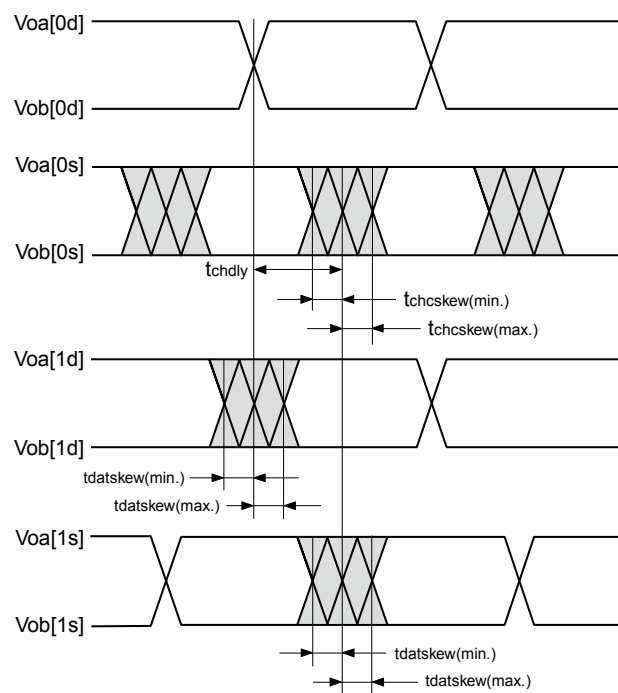 Voa[0d]
Vob[0d]
Voa[0s]
Vob[0s]
tchdly
tchcskew(min.)
tchcskew(max.)
Voa[1d]
Vob[1d]
tdatskew(min.)
tdatskew(max.)
Voa[1s]
Vob[1s]
tdatskew(min.)
tdatskew(max.)